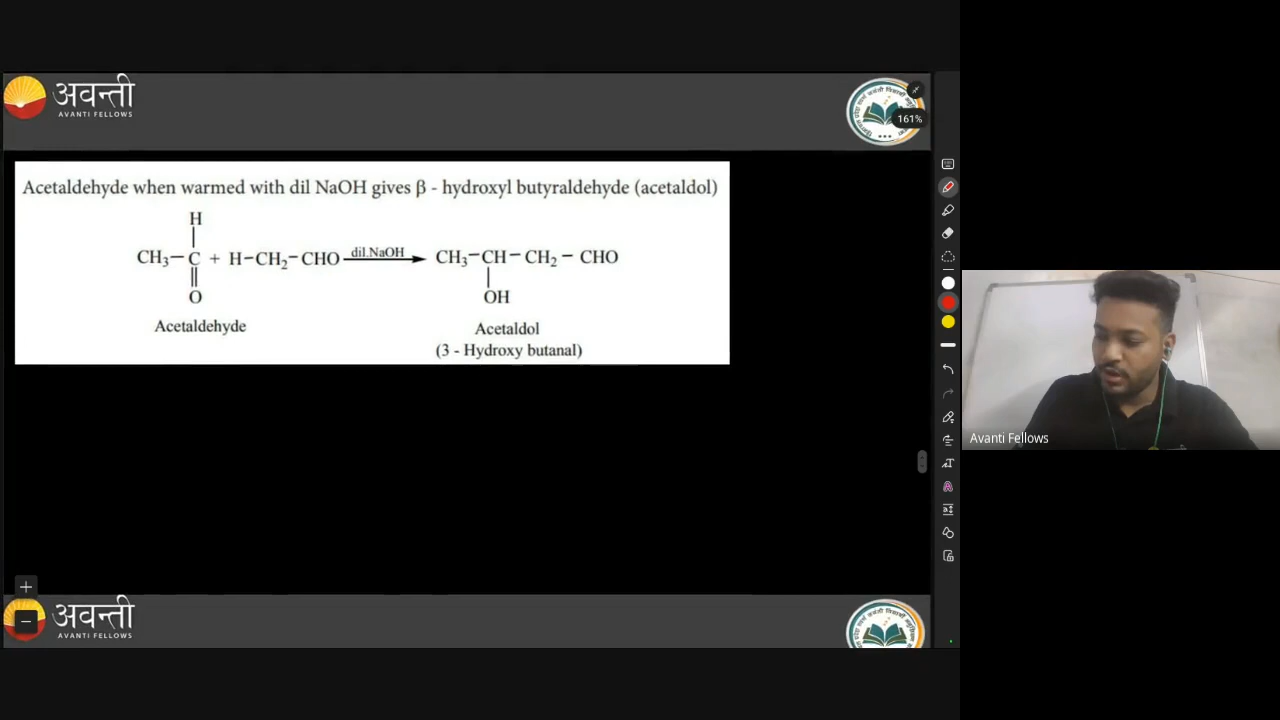 अवन्ती
AVANTI FELLOWS
161%
Acetaldehyde when warmed with dil NaOH gives β - hydroxyl butyraldehyde (acetaldol)
H
CH₃−C + H−CH₂−CHO dil.NaOH CH₃−CH−CH₂−CHO
O
OH
Acetaldehyde
Acetaldol
(3 - Hydroxy butanal)
Avanti Fellows
अवन्ती
AVANTI FELLOWS